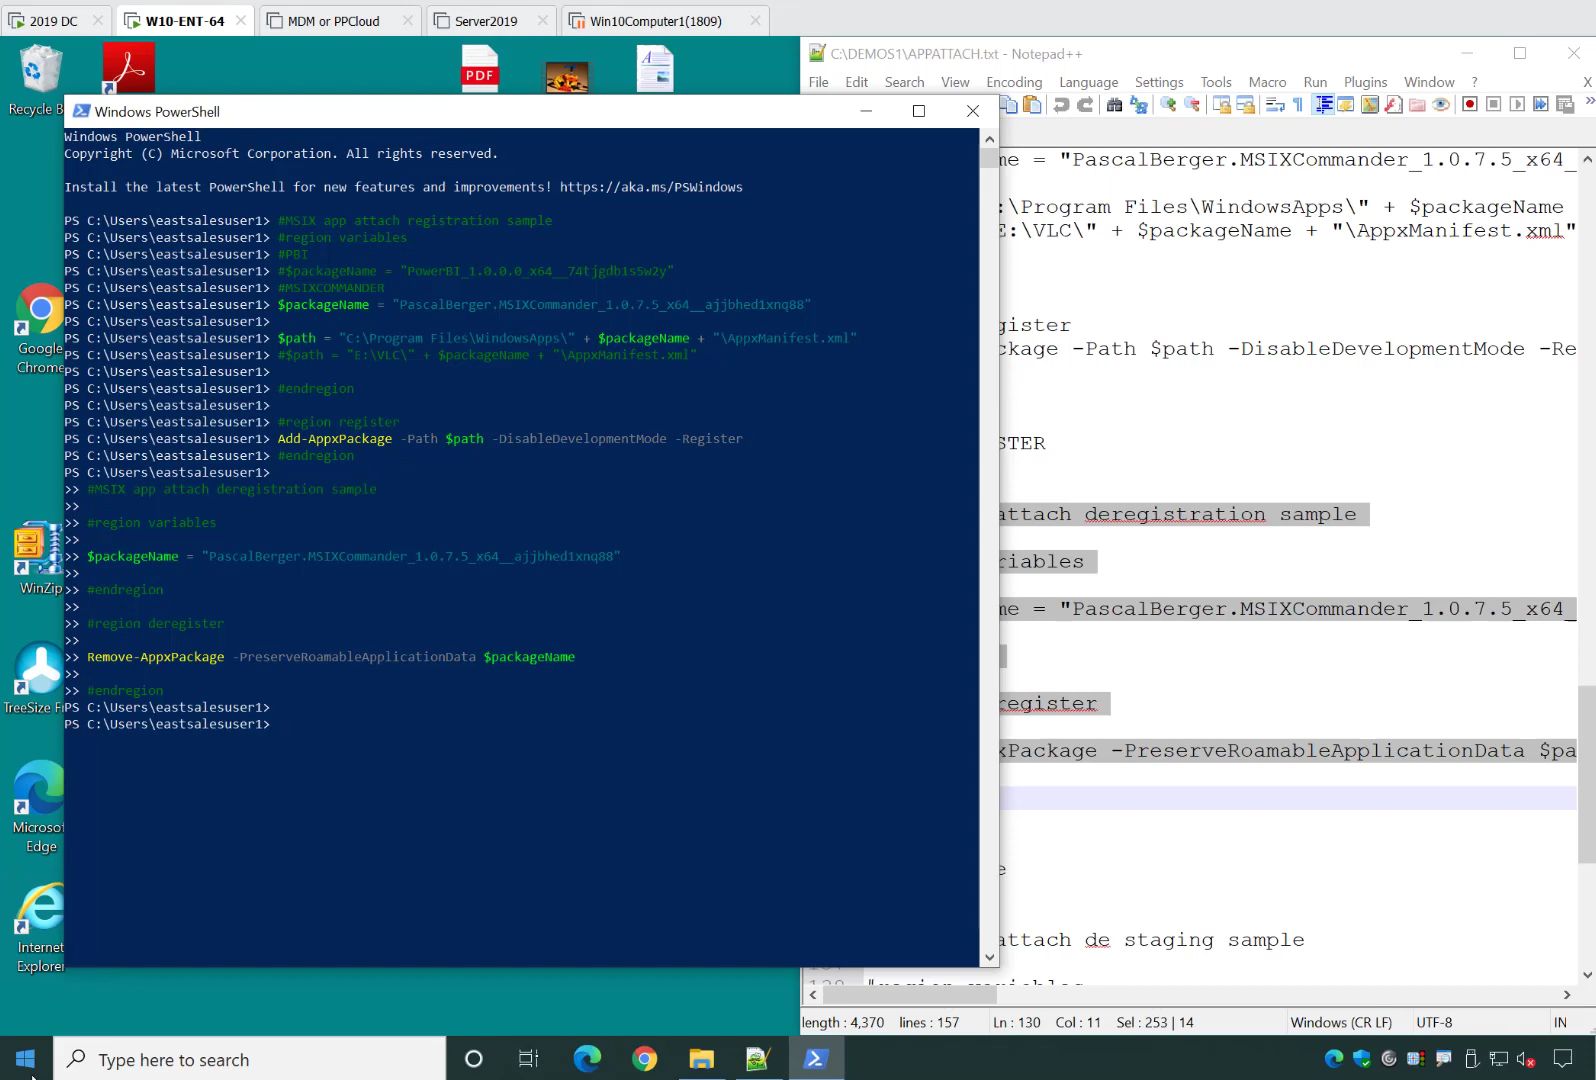 2019 DC
W10-ENT-64
MDM or PPCloud
Server2019
Win10Computer1(1809)
Recycle B
PDF
Windows PowerShell
Windows PowerShell
Copyright (C) Microsoft Corporation. All rights reserved.
Install the latest PowerShell for new features and improvements! https://aka.ms/PSWindows
PS C:\Users\eastsalesuser1> #MSIX app attach registration sample
PS C:\Users\eastsalesuser1> #region variables
PS C:\Users\eastsalesuser1> #PBI
PS C:\Users\eastsalesuser1> #$packageName = "PowerBI_1.0.0.0_x64__74tjgdb1s5w2y"
PS C:\Users\eastsalesuser1> #MSIXCOMMANDER
PS C:\Users\eastsalesuser1> $packageName = "PascalBerger.MSIXCommander_1.0.7.5_x64__ajjbhed1xnq88"
PS C:\Users\eastsalesuser1>
PS C:\Users\eastsalesuser1> $path = "C:\Program Files\WindowsApps\" + $packageName + "\AppxManifest.xml"
PS C:\Users\eastsalesuser1> #$path = "E:\VLC\" + $packageName + "\AppxManifest.xml"
PS C:\Users\eastsalesuser1>
PS C:\Users\eastsalesuser1> #endregion
PS C:\Users\eastsalesuser1>
PS C:\Users\eastsalesuser1> #region register
PS C:\Users\eastsalesuser1> Add-AppxPackage -Path $path -DisableDevelopmentMode -Register
PS C:\Users\eastsalesuser1> #endregion
PS C:\Users\eastsalesuser1>
>> #MSIX app attach deregistration sample
>>
>> #region variables
>>
>> $packageName = "PascalBerger.MSIXCommander_1.0.7.5_x64__ajjbhed1xnq88"
>>
>> #endregion
>>
>> #region deregister
>>
>> Remove-AppxPackage -PreserveRoamableApplicationData $packageName
>>
>> #endregion
PS C:\Users\eastsalesuser1>
PS C:\Users\eastsalesuser1>
Google
Chrome
WinZip
TreeSize Fr
Microsof
Edge
Internet
Explorer
C:\DEMOS1\APPATTACH.txt - Notepad++
File Edit Search View Encoding Language Settings Tools Macro Run Plugins Window ? X
me = "PascalBerger.MSIXCommander_1.0.7.5_x64_
:\Program Files\WindowsApps\" + $packageName
E:\VLC\" + $packageName + "\AppxManifest.xml"
gister
ckage -Path $path -DisableDevelopmentMode -Re
STER
attach deregistration sample
riables
me = "PascalBerger.MSIXCommander_1.0.7.5_x64_
register
xPackage -PreserveRoamableApplicationData $pa
e
attach de staging sample
#region variables
length : 4,370 lines : 157
Ln : 130 Col : 11 Sel : 253 | 14
Windows (CR LF)
UTF-8
IN
Type here to search